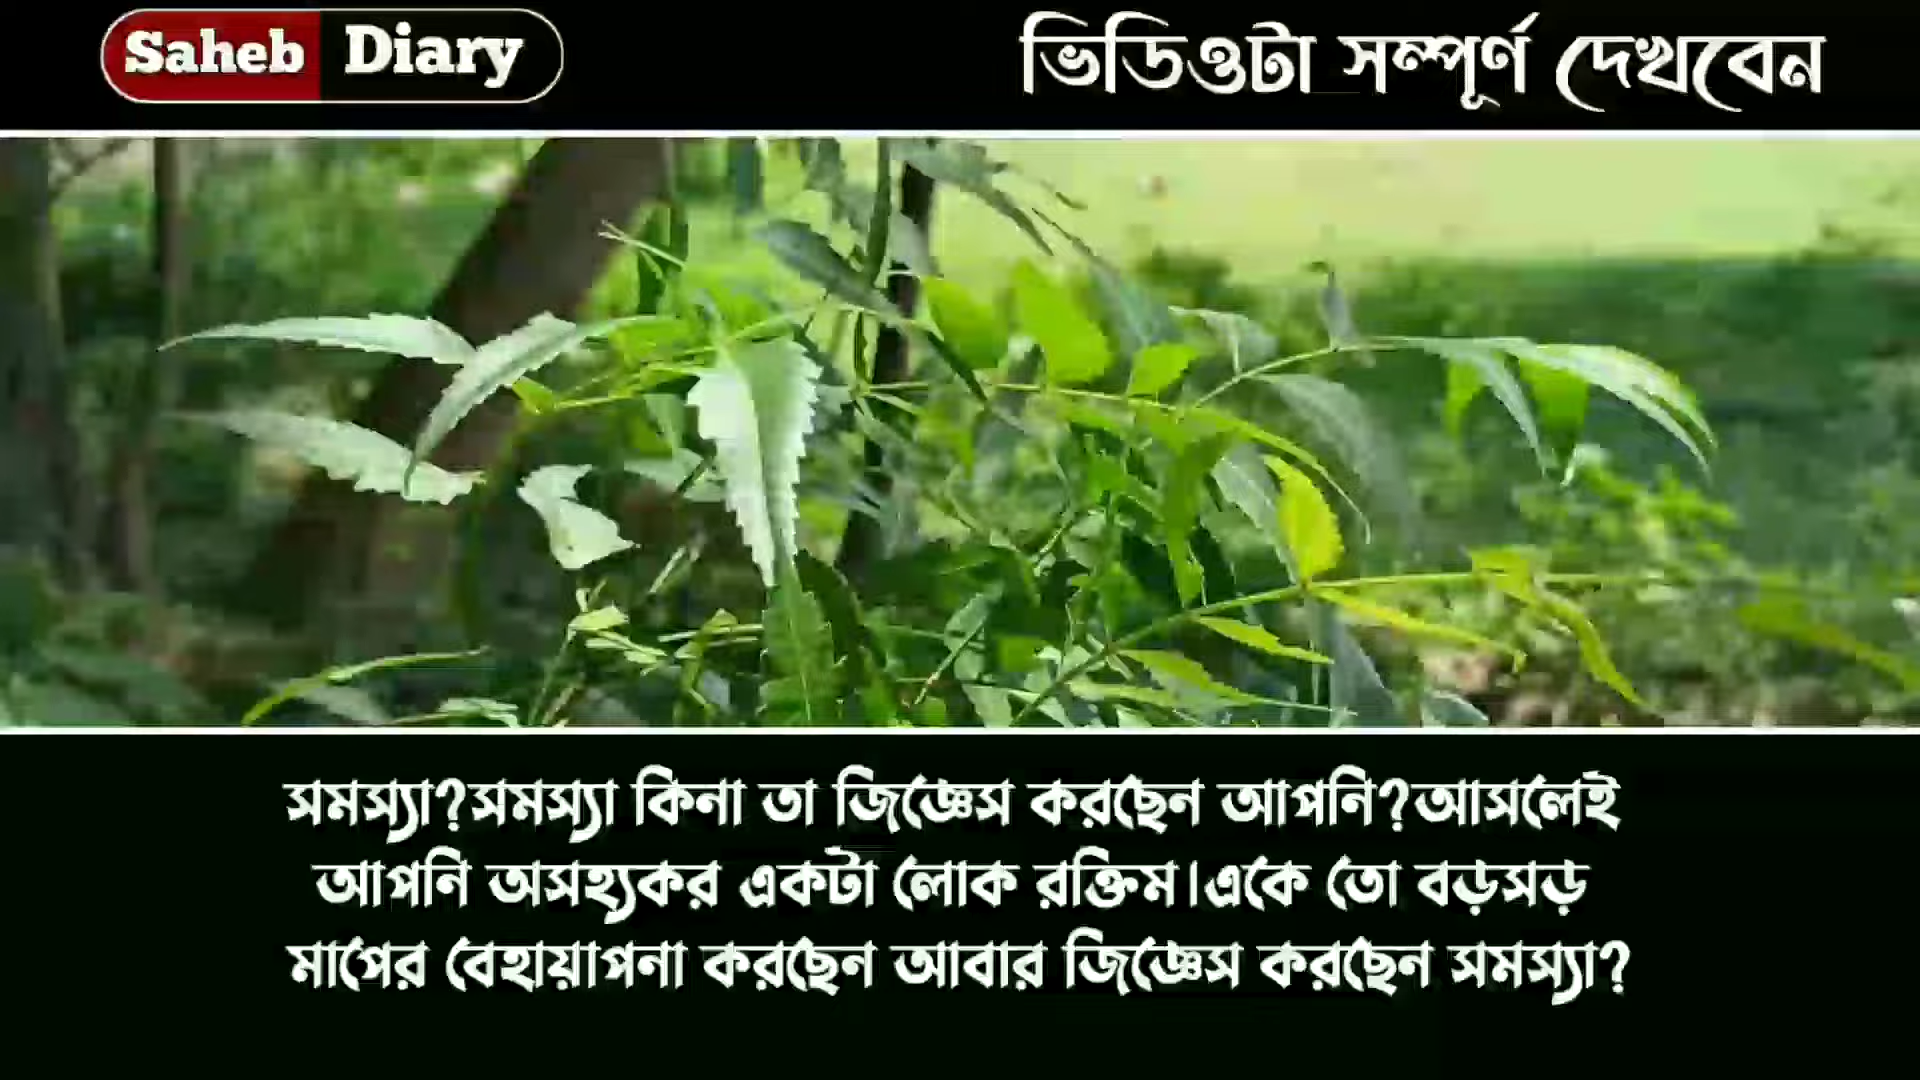 Saheb Diary
ভিডিওটা সম্পূর্ণ দেখবেন
সমস্যা?সমস্যা কিনা তা জিজ্ঞেস করছেন আপনি?আসলেই
আপনি অসহ্যকর একটা লোক রক্তিম।একে তো বড়সড়
মাপের বেহায়াপনা করছেন আবার জিজ্ঞেস করছেন সমস্যা?